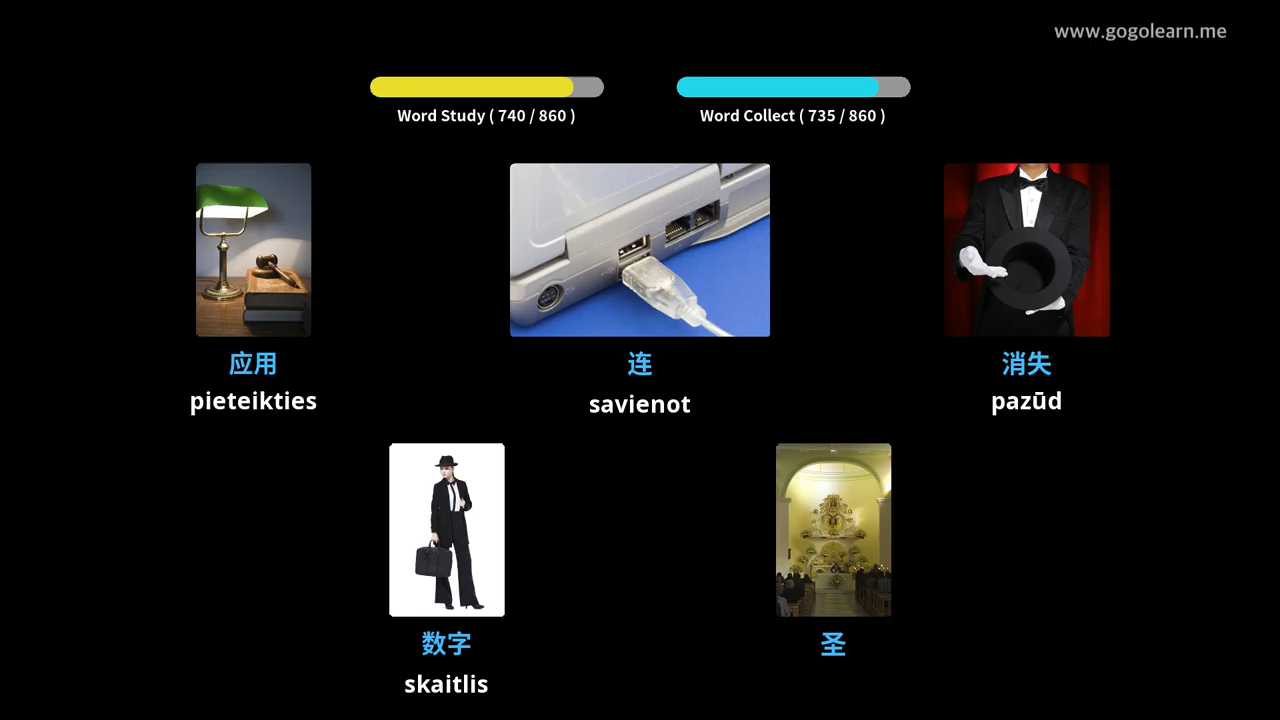 www.gogolearn.me
Word Study ( 740 / 860 )
Word Collect ( 735 / 860 )
应用
pieteikties
连
savienot
消失
pazūd
数字
skaitlis
圣